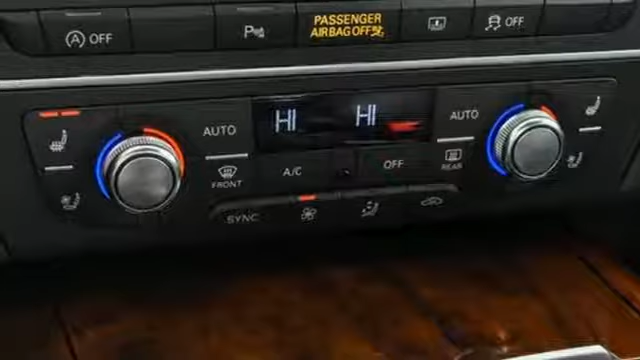 OFF
PASSENGER
AIRBAG OFF
OFF
AUTO
HI
HI
AUTO
FRONT
A/C
OFF
REAR
SYNC